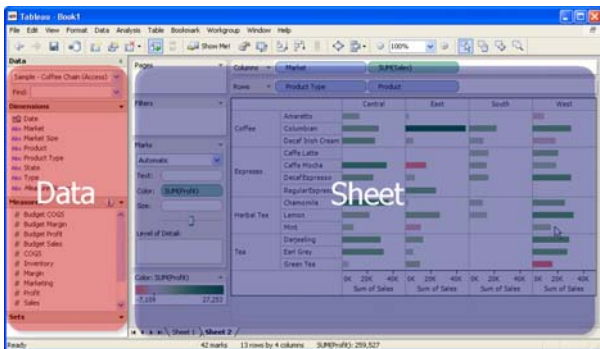 Tableau - Book1
File Edit View Format Data Analysis Table Bookmark Workgroup Window Help
Show Me! 100%
Data
Sample - Coffee Chain (Access)
Find:
Dimensions
Date
Market
Market Size
Product
Product Type
State
Type
Data
Measures
Budget COGS
Budget Margin
Budget Profit
Budget Sales
COGS
Inventory
Margin
Marketing
Profit
Sales
Sets
Pages
Filters
Marks
Automatic
Text:
Color: SUM(Profit)
Size:
Level of Detail:
Color: SUM(Profit)
-7,109 27,253
Columns Market SUM(Sales)
Rows Product Type Product
Central East South West
Coffee
Amaretto
Columbian
Decaf Irish Cream
Espresso
Caffe Latte
Caffe Mocha
Decaf Espresso
Regular Espresso
Sheet
Herbal Tea
Chamomile
Lemon
Mint
Tea
Darjeeling
Earl Grey
Green Tea
0K 20K 40K 0K 20K 40K 0K 20K 40K 0K 20K 40K
Sum of Sales Sum of Sales Sum of Sales Sum of Sales
Sheet 1 Sheet 2
Ready 42 marks 13 rows by 4 columns SUM(Profit): 259,527